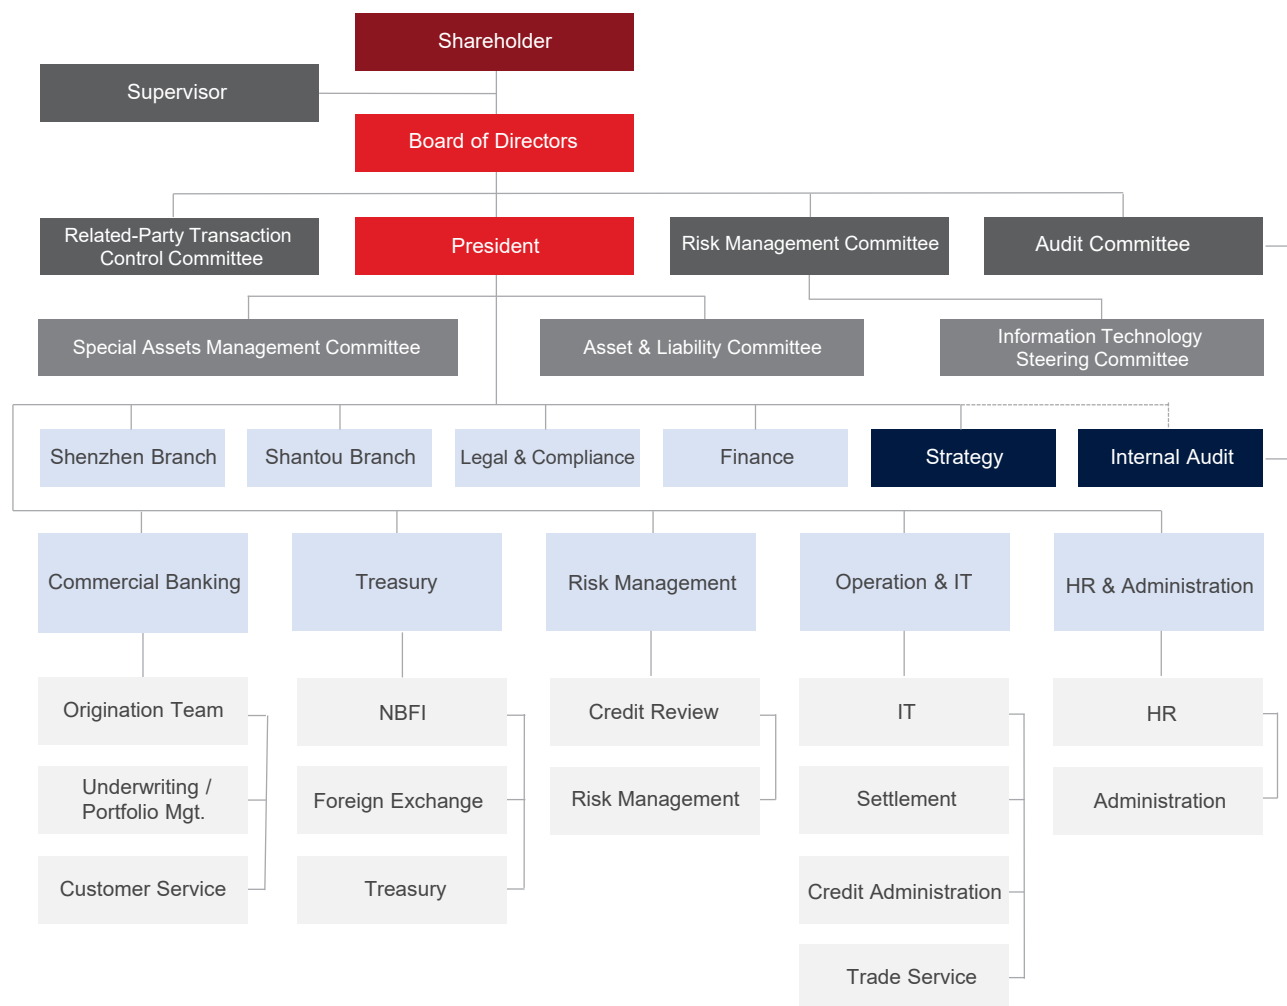 Shareholder
Supervisor
Board of Directors
Related-Party Transaction
Control Committee
President
Risk Management Committee
Audit Committee
Special Assets Management Committee
Asset & Liability Committee
Information Technology
Steering Committee
Shenzhen Branch
Shantou Branch
Legal & Compliance
Finance
Strategy
Internal Audit
Commercial Banking
Treasury
Risk Management
Operation & IT
HR & Administration
Origination Team
NBFI
Credit Review
IT
HR
Underwriting /
Portfolio Mgt.
Foreign Exchange
Risk Management
Settlement
Administration
Customer Service
Treasury
Credit Administration
Trade Service